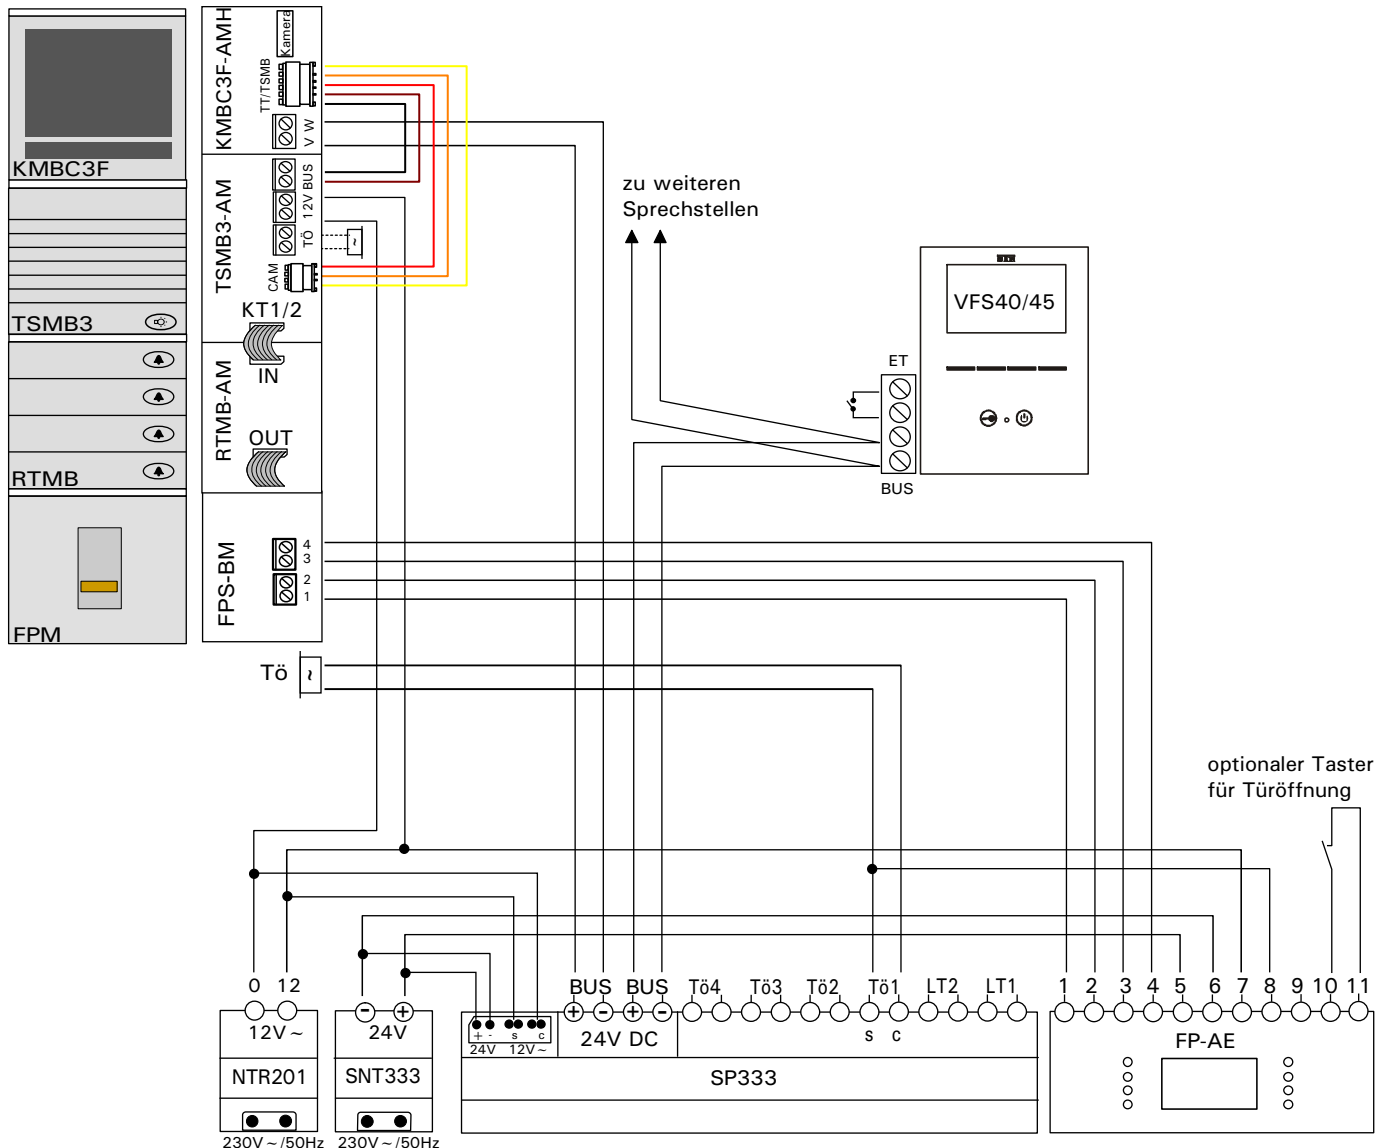 KMBC3F
TSMB3
RTMB
FPM
KMBC3F-AMH
Kamera
TT/TSMB
V W
TSMB3-AM
BUS
12V
TÖ
~
CAM
KT1/2
RTMB-AM
IN
OUT
FPS-BM
4
3
2
1
Tö
~
zu weiteren
Sprechstellen
VFS40/45
ET
BUS
optionaler Taster
für Türöffnung
0 12
12V~
NTR201
230V~/50Hz
- +
24V
SNT333
230V~/50Hz
+ - s c
24V 12V~
BUS BUS
+ - + -
24V DC
Tö4 Tö3 Tö2 Tö1 LT2 LT1
s c
SP333
1 2 3 4 5 6 7 8 9 10 11
FP-AE